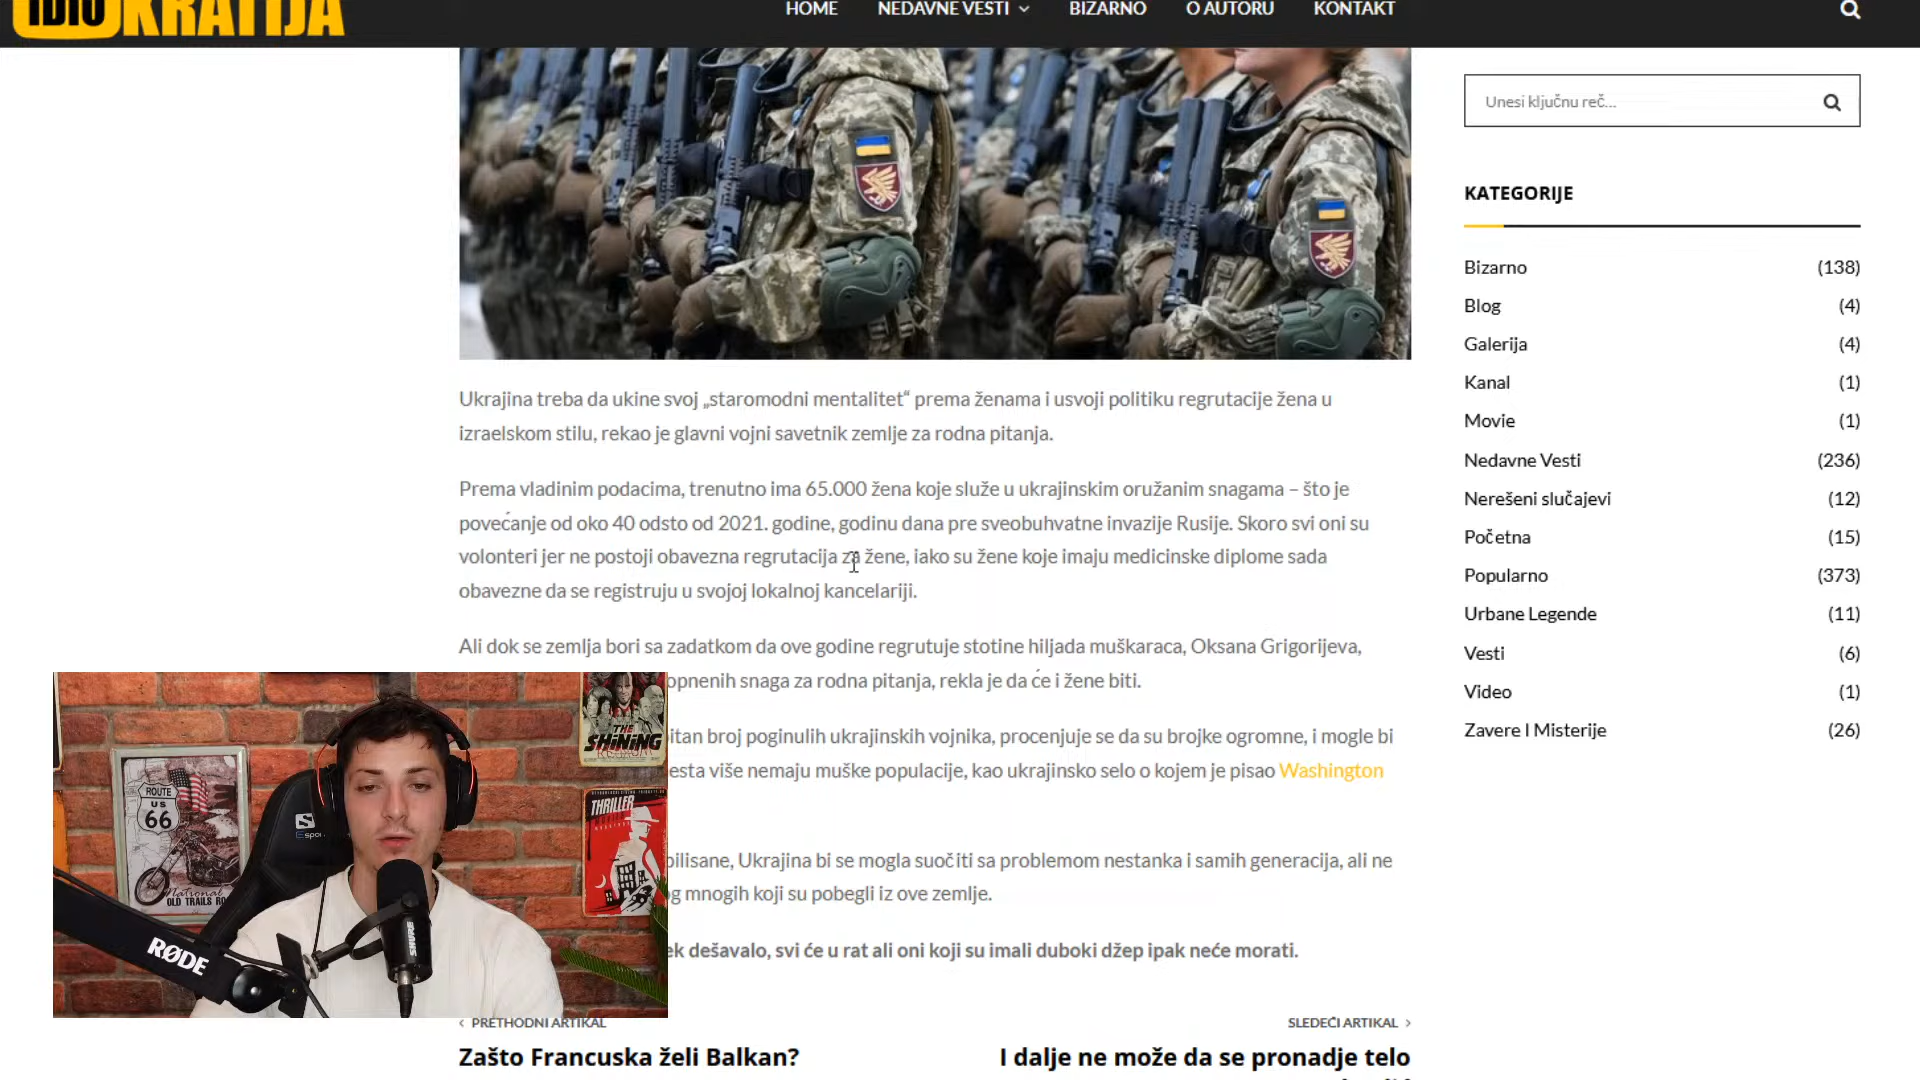 IDIO KRATIJA
HOME NEDAVNE VESTI BIZARNO O AUTORU KONTAKT
Unesi ključnu reč...
KATEGORIJE
Bizarno (138)
Blog (4)
Galerija (4)
Kanal (1)
Movie (1)
Nedavne Vesti (236)
Nerešeni slučajevi (12)
Početna (15)
Popularno (373)
Urbane Legende (11)
Vesti (6)
Video (1)
Zavere I Misterije (26)
Ukrajina treba da ukine svoj „staromodni mentalitet“ prema ženama i usvoji politiku regrutacije žena u
izraelskom stilu, rekao je glavni vojni savetnik zemlje za rodna pitanja.
Prema vladinim podacima, trenutno ima 65.000 žena koje služe u ukrajinskim oružanim snagama – što je
povećanje od oko 40 odsto od 2021. godine, godinu dana pre sveobuhvatne invazije Rusije. Skoro svi oni su
volonteri jer ne postoji obavezna regrutacija za žene, iako su žene koje imaju medicinske diplome sada
obavezne da se registruju u svojoj lokalnoj kancelariji.
Ali dok se zemlja bori sa zadatkom da ove godine regrutuje stotine hiljada muškaraca, Oksana Grigorijeva,
opnenih snaga za rodna pitanja, rekla je da će i žene biti.
itan broj poginulih ukrajinskih vojnika, procenjuje se da su brojke ogromne, i mogle bi
esta više nemaju muške populacije, kao ukrajinsko selo o kojem je pisao Washington
bilisane, Ukrajina bi se mogla suočiti sa problemom nestanka i samih generacija, ali ne
g mnogih koji su pobegli iz ove zemlje.
ek dešavalo, svi će u rat ali oni koji su imali duboki džep ipak neće morati.
PRETHODNI ARTIKAL
Zašto Francuska želi Balkan?
SLEDEĆI ARTIKAL
I dalje ne može da se pronadje telo
ROUTE
US
66
National
OLD TRAILS RO
THE
SHINING
THRILLER
RØDE
SHURE